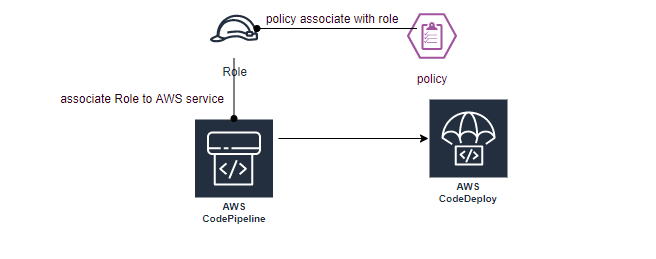 policy associate with role
Role
policy
associate Role to AWS service
</>
</>
AWS
CodeDeploy
AWS
CodePipeline